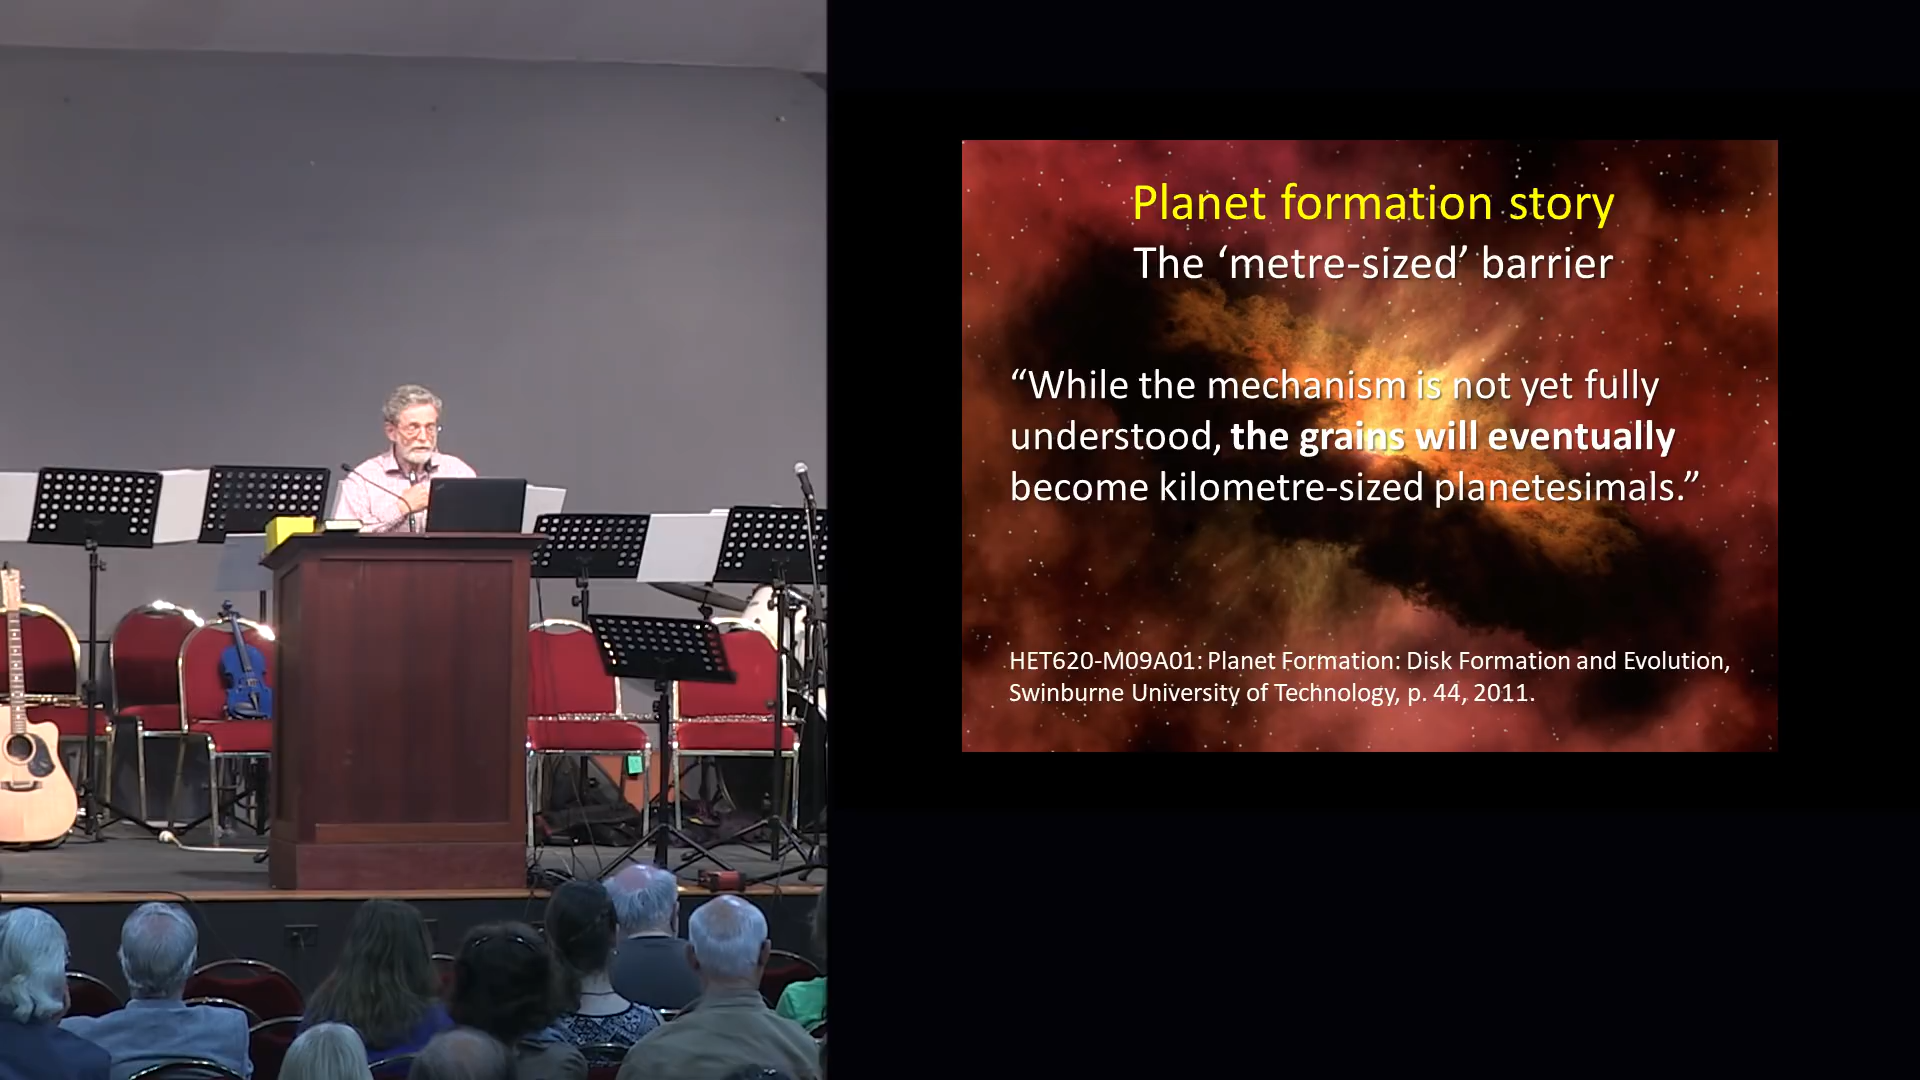 Planet formation story
The ‘metre-sized’ barrier
“While the mechanism is not yet fully
understood, the grains will eventually
become kilometre-sized planetesimals.”
HET620-M09A01: Planet Formation: Disk Formation and Evolution,
Swinburne University of Technology, p. 44, 2011.